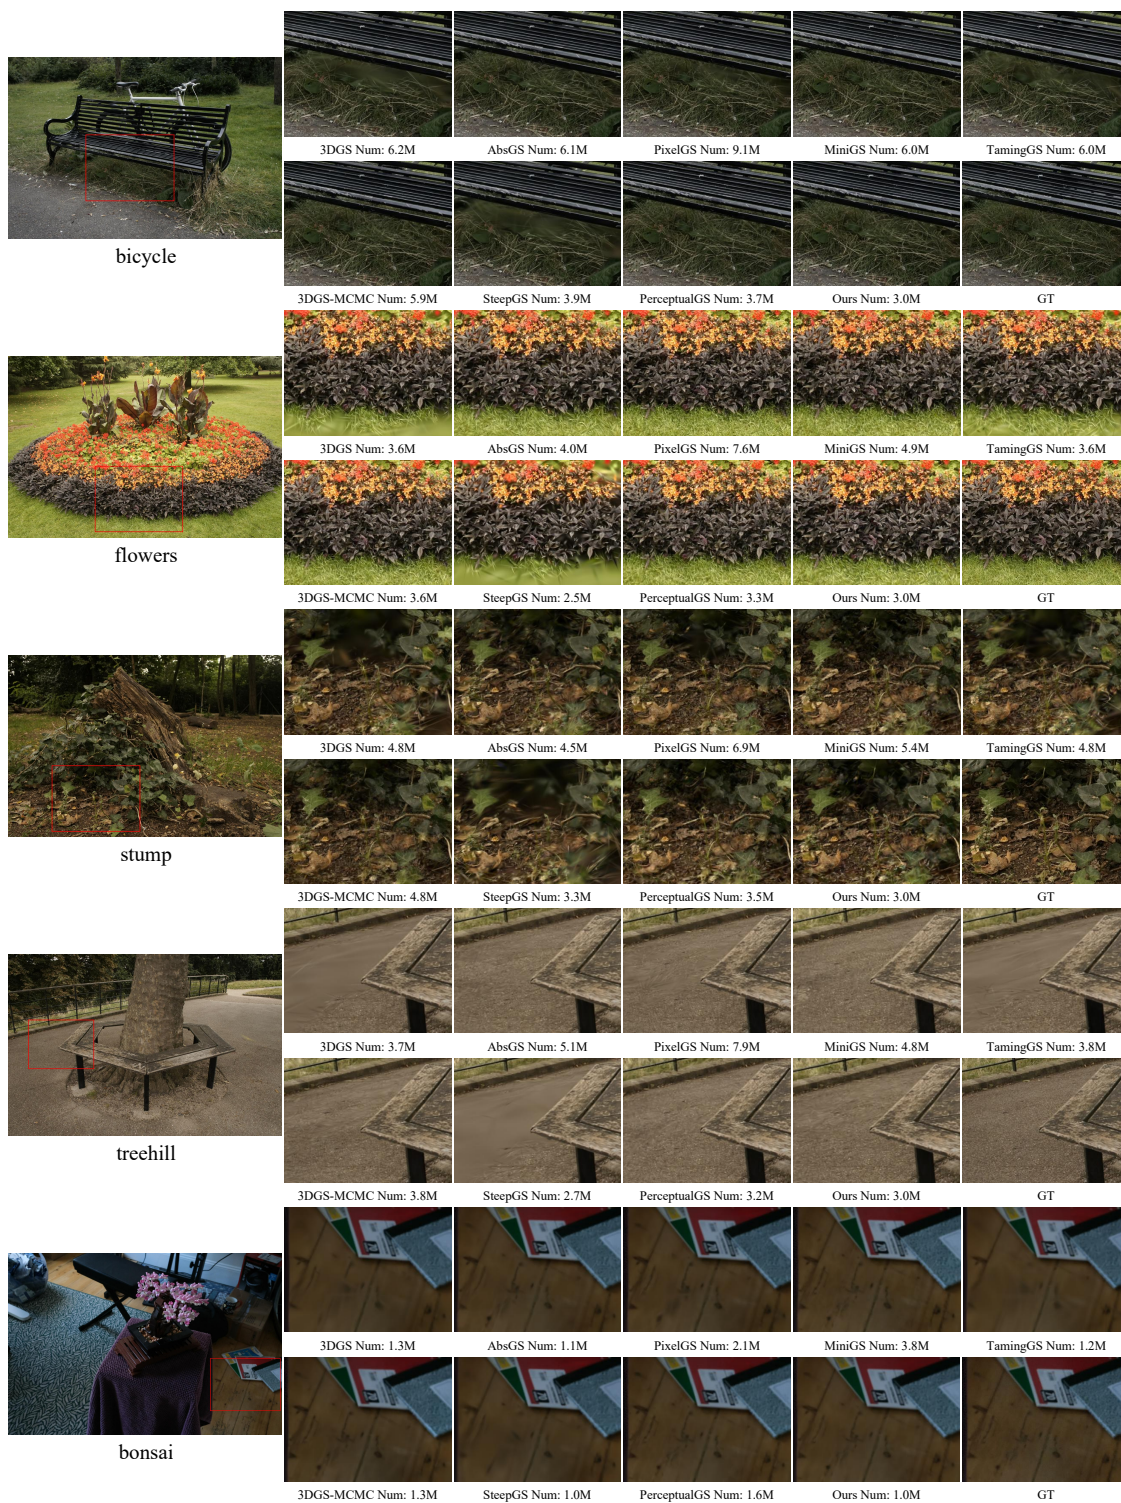 3DGS Num: 6.2M AbsGS Num: 6.1M PixelGS Num: 9.1M MiniGS Num: 6.0M TamingGS Num: 6.0M
bicycle
3DGS-MCMC Num: 5.9M SteepGS Num: 3.9M PerceptualGS Num: 3.7M Ours Num: 3.0M GT
3DGS Num: 3.6M AbsGS Num: 4.0M PixelGS Num: 7.6M MiniGS Num: 4.9M TamingGS Num: 3.6M
flowers
3DGS-MCMC Num: 3.6M SteepGS Num: 2.5M PerceptualGS Num: 3.3M Ours Num: 3.0M GT
3DGS Num: 4.8M AbsGS Num: 4.5M PixelGS Num: 6.9M MiniGS Num: 5.4M TamingGS Num: 4.8M
stump
3DGS-MCMC Num: 4.8M SteepGS Num: 3.3M PerceptualGS Num: 3.5M Ours Num: 3.0M GT
3DGS Num: 3.7M AbsGS Num: 5.1M PixelGS Num: 7.9M MiniGS Num: 4.8M TamingGS Num: 3.8M
treehill
3DGS-MCMC Num: 3.8M SteepGS Num: 2.7M PerceptualGS Num: 3.2M Ours Num: 3.0M GT
3DGS Num: 1.3M AbsGS Num: 1.1M PixelGS Num: 2.1M MiniGS Num: 3.8M TamingGS Num: 1.2M
bonsai
3DGS-MCMC Num: 1.3M SteepGS Num: 1.0M PerceptualGS Num: 1.6M Ours Num: 1.0M GT